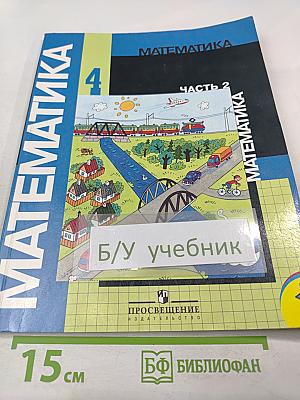 МАТЕМАТИКА
4
МАТЕМАТИКА
ЧАСТЬ 2
МАТЕМАТИКА
Б/У учебник
ПРОСВЕЩЕНИЕ
ИЗДАТЕЛЬСТВО
15 см
БФ БИБЛИОФАН